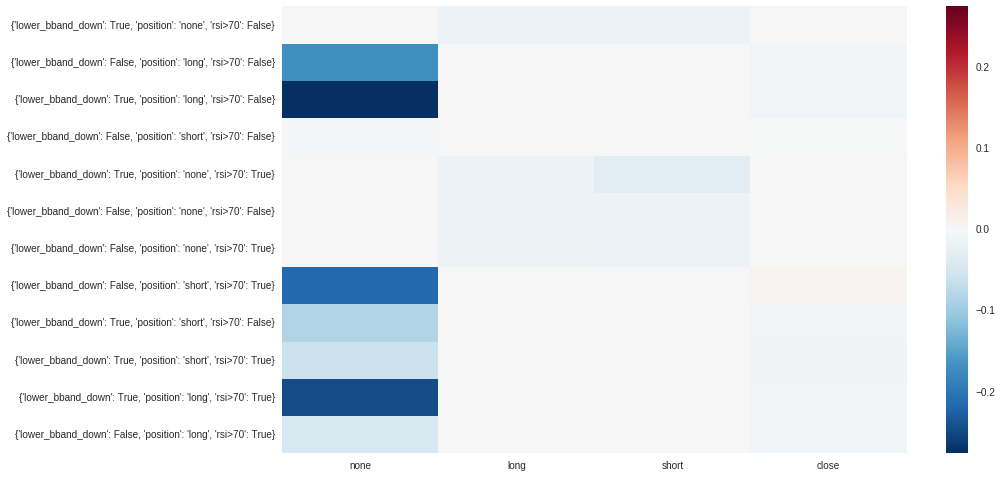 {'lower_bband_down': True, 'position': 'none', 'rsi>70': False}
{'lower_bband_down': False, 'position': 'long', 'rsi>70': False}
{'lower_bband_down': True, 'position': 'long', 'rsi>70': False}
{'lower_bband_down': False, 'position': 'short', 'rsi>70': False}
{'lower_bband_down': True, 'position': 'none', 'rsi>70': True}
{'lower_bband_down': False, 'position': 'none', 'rsi>70': False}
{'lower_bband_down': False, 'position': 'none', 'rsi>70': True}
{'lower_bband_down': False, 'position': 'short', 'rsi>70': True}
{'lower_bband_down': True, 'position': 'short', 'rsi>70': False}
{'lower_bband_down': True, 'position': 'short', 'rsi>70': True}
{'lower_bband_down': True, 'position': 'long', 'rsi>70': True}
{'lower_bband_down': False, 'position': 'long', 'rsi>70': True}
none long short close
0.2
0.1
0.0
−0.1
−0.2